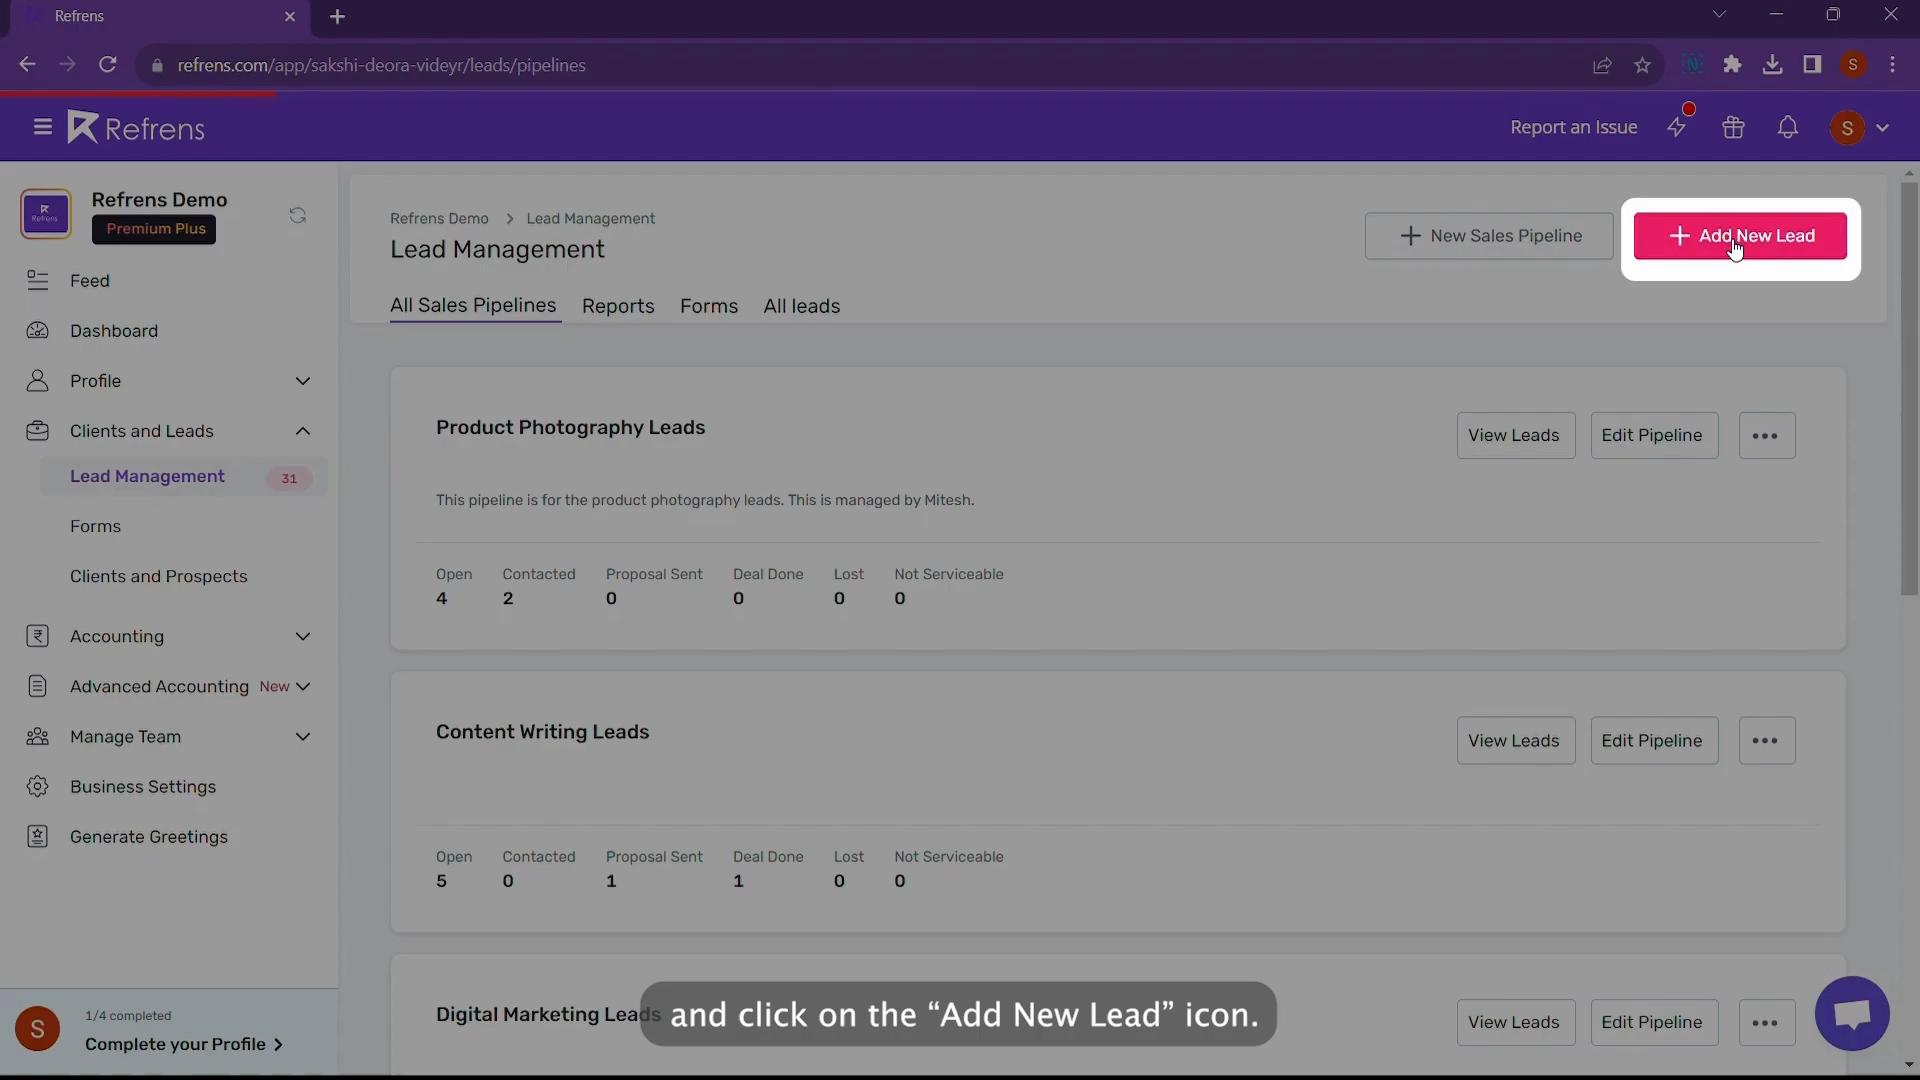 Refrens
refrens.com/app/sakshi-deora-videyr/leads/pipelines
S
Refrens
Report an Issue
S
Refrens
Refrens Demo
Premium Plus
Feed
Dashboard
Profile
Clients and Leads
Lead Management 31
Forms
Clients and Prospects
Accounting
Advanced Accounting New
Manage Team
Business Settings
Generate Greetings
S
1/4 completed
Complete your Profile >
Refrens Demo > Lead Management
Lead Management
+ New Sales Pipeline
+ Add New Lead
All Sales Pipelines Reports Forms All leads
Product Photography Leads
View Leads Edit Pipeline •••
This pipeline is for the product photography leads. This is managed by Mitesh.
Open Contacted Proposal Sent Deal Done Lost Not Serviceable
4 2 0 0 0 0
Content Writing Leads
View Leads Edit Pipeline •••
Open Contacted Proposal Sent Deal Done Lost Not Serviceable
5 0 1 1 0 0
Digital Marketing Leads
View Leads Edit Pipeline •••
and click on the “Add New Lead” icon.